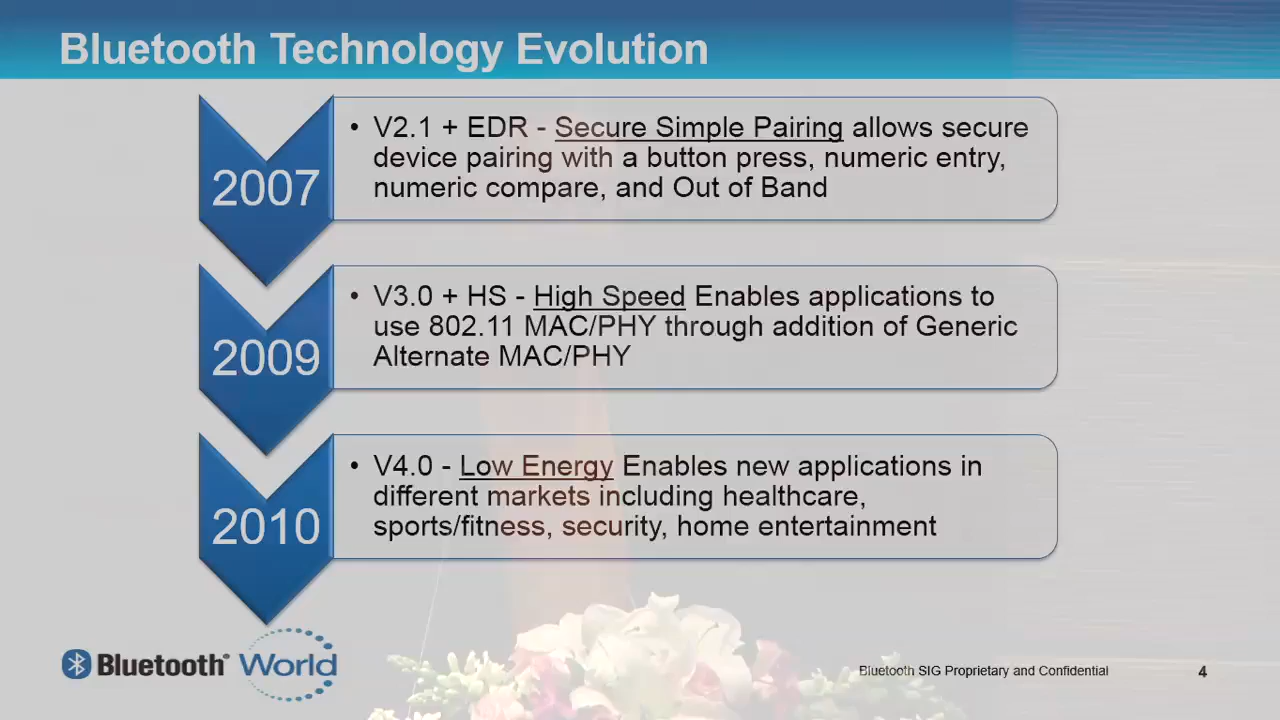 Bluetooth Technology Evolution
2007
• V2.1 + EDR - Secure Simple Pairing allows secure
device pairing with a button press, numeric entry,
numeric compare, and Out of Band
2009
• V3.0 + HS - High Speed Enables applications to
use 802.11 MAC/PHY through addition of Generic
Alternate MAC/PHY
2010
• V4.0 - Low Energy Enables new applications in
different markets including healthcare,
sports/fitness, security, home entertainment
Bluetooth® World
Bluetooth SIG Proprietary and Confidential
4